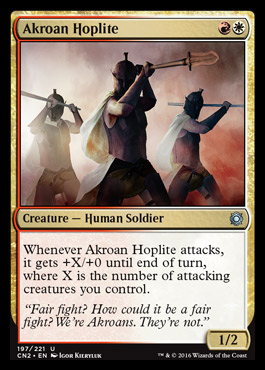 Akroan Hoplite
Creature — Human Soldier
Whenever Akroan Hoplite attacks,
it gets +X/+0 until end of turn,
where X is the number of attacking
creatures you control.
“Fair fight? How could it be a fair
fight? We're Akroans. They're not.”
1/2
197/221 U
CN2 • EN Igor Kieryluk
™ & © 2016 Wizards of the Coast